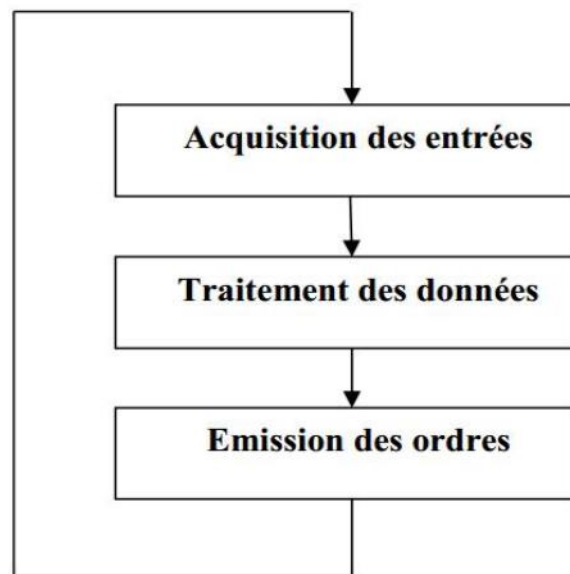 Acquisition des entrées
Traitement des données
Emission des ordres